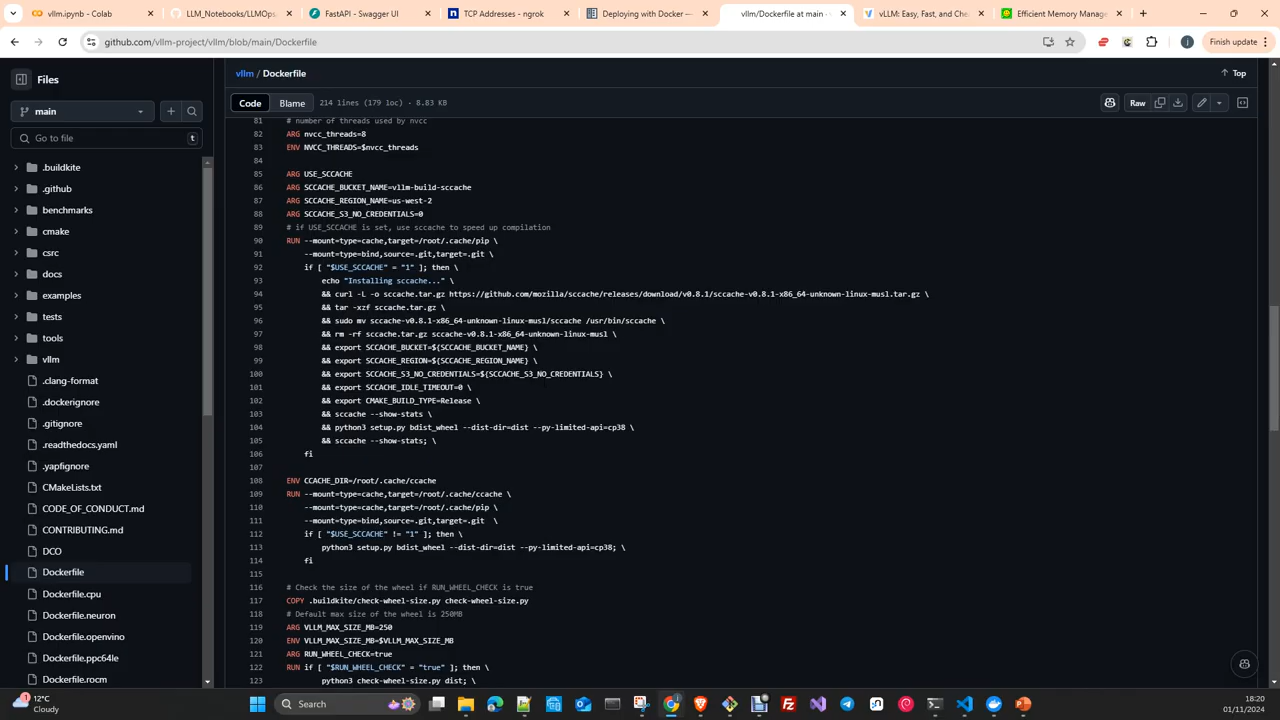 vllm.ipynb - Colab
LLM_Notebooks/LLMOps
FastAPI - Swagger UI
TCP Addresses - ngrok
Deploying with Docker —
vllm/Dockerfile at main · v
vLLM: Easy, Fast, and Che
Efficient Memory Manage
github.com/vllm-project/vllm/blob/main/Dockerfile
Finish update
Files
vllm / Dockerfile
Top
main
Code Blame 214 lines (179 loc) · 8.83 KB
Raw
Go to file
t
.buildkite
.github
benchmarks
cmake
csrc
docs
examples
tests
tools
vllm
.clang-format
.dockerignore
.gitignore
.readthedocs.yaml
.yapfignore
CMakeLists.txt
CODE_OF_CONDUCT.md
CONTRIBUTING.md
DCO
Dockerfile
Dockerfile.cpu
Dockerfile.neuron
Dockerfile.openvino
Dockerfile.ppc64le
Dockerfile.rocm
81 # number of threads used by nvcc
82 ARG nvcc_threads=8
83 ENV NVCC_THREADS=$nvcc_threads
84
85 ARG USE_SCCACHE
86 ARG SCCACHE_BUCKET_NAME=vllm-build-sccache
87 ARG SCCACHE_REGION_NAME=us-west-2
88 ARG SCCACHE_S3_NO_CREDENTIALS=0
89 # if USE_SCCACHE is set, use sccache to speed up compilation
90 RUN --mount=type=cache,target=/root/.cache/pip \
91 --mount=type=bind,source=.git,target=.git \
92 if [ "$USE_SCCACHE" = "1" ]; then \
93 echo "Installing sccache..." \
94 && curl -L -o sccache.tar.gz https://github.com/mozilla/sccache/releases/download/v0.8.1/sccache-v0.8.1-x86_64-unknown-linux-musl.tar.gz \
95 && tar -xzf sccache.tar.gz \
96 && sudo mv sccache-v0.8.1-x86_64-unknown-linux-musl/sccache /usr/bin/sccache \
97 && rm -rf sccache.tar.gz sccache-v0.8.1-x86_64-unknown-linux-musl \
98 && export SCCACHE_BUCKET=${SCCACHE_BUCKET_NAME} \
99 && export SCCACHE_REGION=${SCCACHE_REGION_NAME} \
100 && export SCCACHE_S3_NO_CREDENTIALS=${SCCACHE_S3_NO_CREDENTIALS} \
101 && export SCCACHE_IDLE_TIMEOUT=0 \
102 && export CMAKE_BUILD_TYPE=Release \
103 && sccache --show-stats \
104 && python3 setup.py bdist_wheel --dist-dir=dist --py-limited-api=cp38 \
105 && sccache --show-stats; \
106 fi
107
108 ENV CCACHE_DIR=/root/.cache/ccache
109 RUN --mount=type=cache,target=/root/.cache/ccache \
110 --mount=type=cache,target=/root/.cache/pip \
111 --mount=type=bind,source=.git,target=.git \
112 if [ "$USE_SCCACHE" != "1" ]; then \
113 python3 setup.py bdist_wheel --dist-dir=dist --py-limited-api=cp38; \
114 fi
115
116 # Check the size of the wheel if RUN_WHEEL_CHECK is true
117 COPY .buildkite/check-wheel-size.py check-wheel-size.py
118 # Default max size of the wheel is 250MB
119 ARG VLLM_MAX_SIZE_MB=250
120 ENV VLLM_MAX_SIZE_MB=$VLLM_MAX_SIZE_MB
121 ARG RUN_WHEEL_CHECK=true
122 RUN if [ "$RUN_WHEEL_CHECK" = "true" ]; then \
123 python3 check-wheel-size.py dist; \
12°C
Cloudy
Search
18:20
01/11/2024